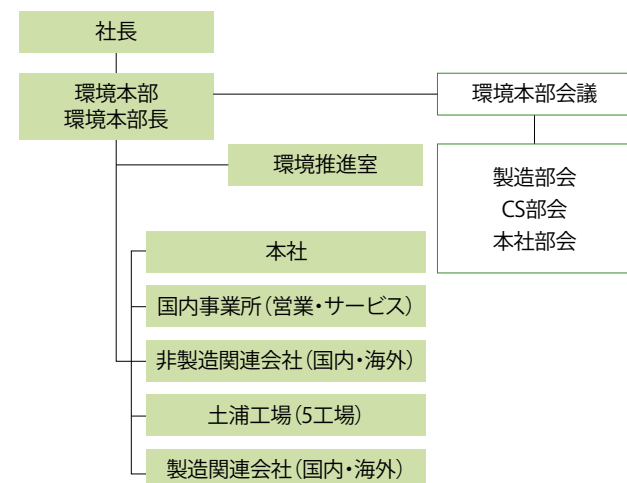 社長
環境本部
環境本部長
環境本部会議
環境推進室
製造部会
CS部会
本社部会
本社
国内事業所（営業・サービス）
非製造関連会社（国内・海外）
土浦工場（5工場）
製造関連会社（国内・海外）